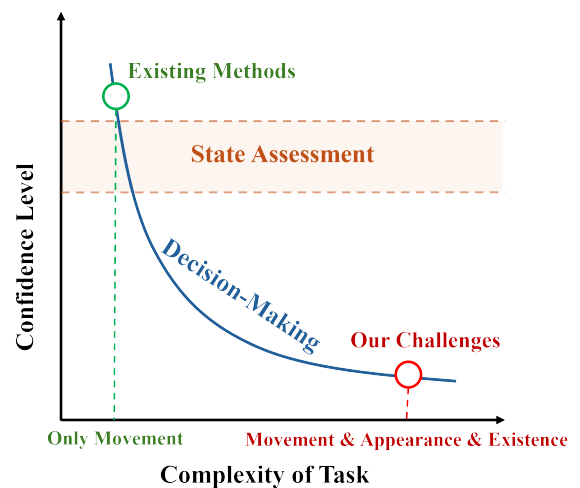 Existing Methods
State Assessment
Confidence Level
Decision-Making
Our Challenges
Only Movement
Movement & Appearance & Existence
Complexity of Task